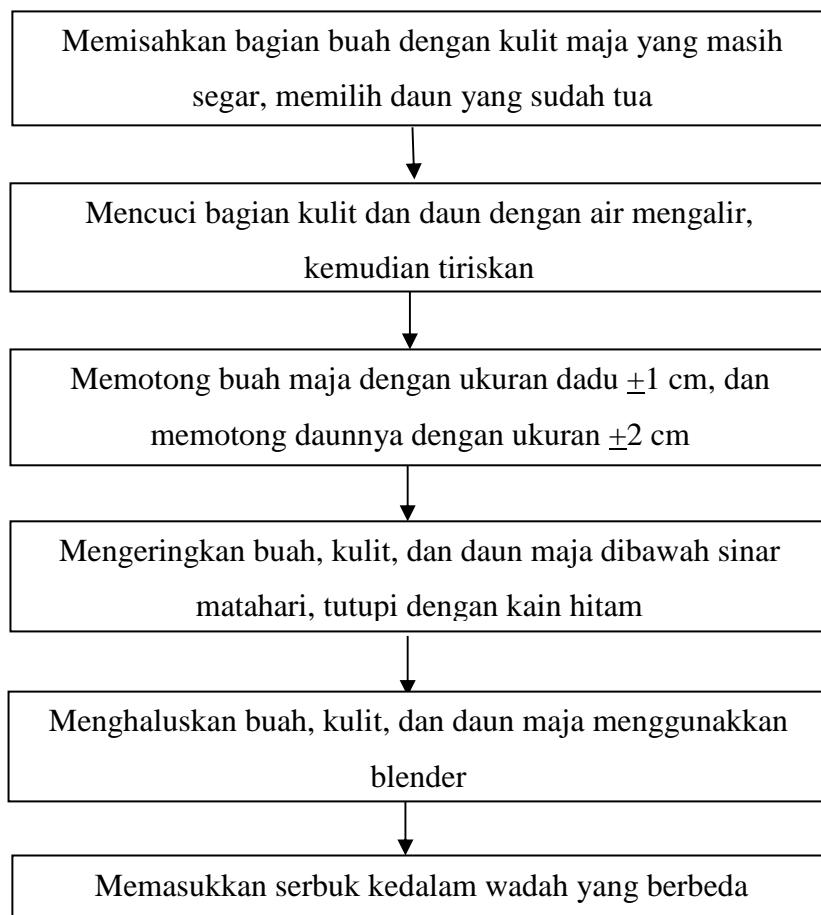 Memisahkan bagian buah dengan kulit maja yang masih
segar, memilih daun yang sudah tua
Mencuci bagian kulit dan daun dengan air mengalir,
kemudian tiriskan
Memotong buah maja dengan ukuran dadu ±1 cm, dan
memotong daunnya dengan ukuran ±2 cm
Mengeringkan buah, kulit, dan daun maja dibawah sinar
matahari, tutupi dengan kain hitam
Menghaluskan buah, kulit, dan daun maja menggunakkan
blender
Memasukkan serbuk kedalam wadah yang berbeda